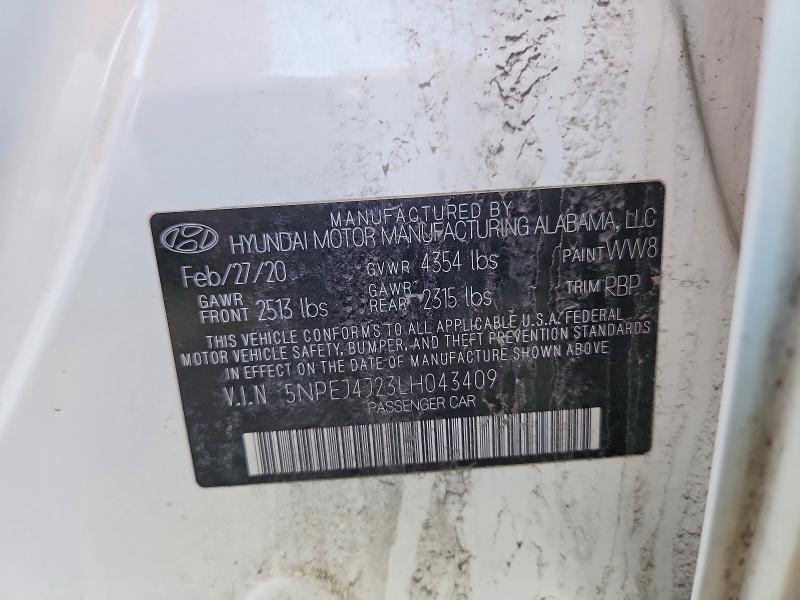 MANUFACTURED BY
HYUNDAI MOTOR MANUFACTURING ALABAMA, LLC
Feb/27/20 GVWR 4354 lbs PAINT WW8
GAWR FRONT 2513 lbs GAWR REAR 2315 lbs TRIM RBP
THIS VEHICLE CONFORMS TO ALL APPLICABLE U.S.A. FEDERAL
MOTOR VEHICLE SAFETY, BUMPER, AND THEFT PREVENTION STANDARDS
IN EFFECT ON THE DATE OF MANUFACTURE SHOWN ABOVE
V.I.N 5NPEJ4J23LH043409
PASSENGER CAR